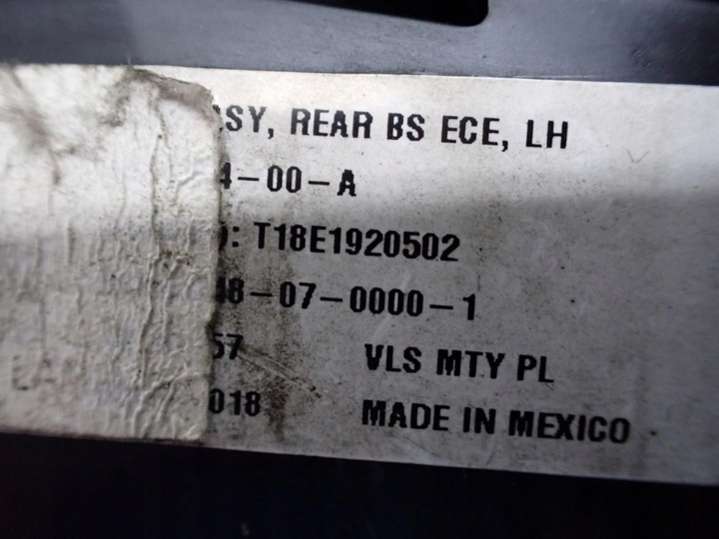 SSY, REAR BS ECE, LH
4-00-A
): T18E1920502
8-07-0000-1
57 VLS MTY PL
018 MADE IN MEXICO